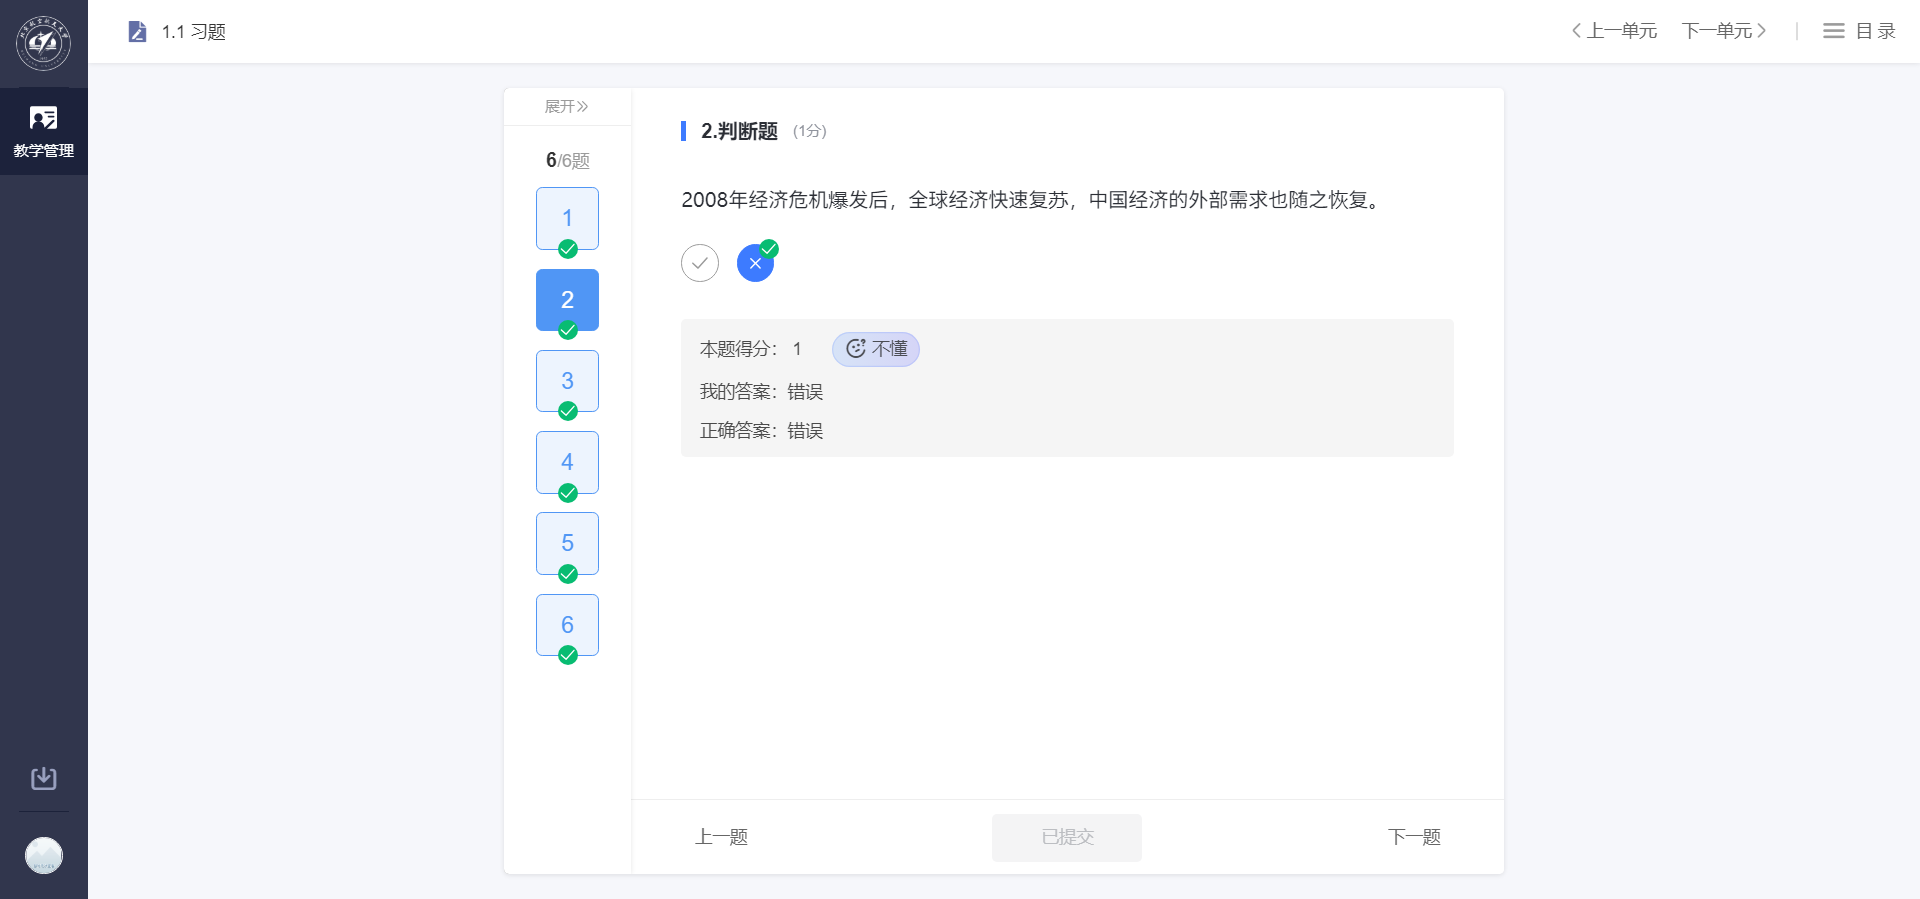 1.1 习题
上一单元
下一单元
目录
教学管理
展开
6/6题
1
2
3
4
5
6
2.判断题 (1分)
2008年经济危机爆发后，全球经济快速复苏，中国经济的外部需求也随之恢复。
本题得分： 1 不懂
我的答案：错误
正确答案：错误
上一题
已提交
下一题